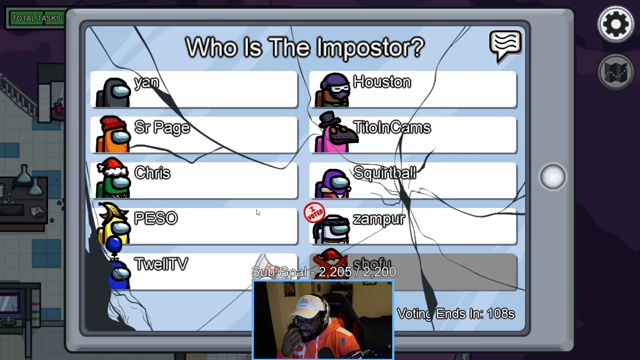 TOTAL TASKS
Who Is The Impostor?
yan
Houston
Sr Page
TitoInCams
Chris
Squirtball
PESO
I VOTED
zampur
TwellTV
shofu
Sub Goal - 2,205 / 2,200
Voting Ends In: 108s